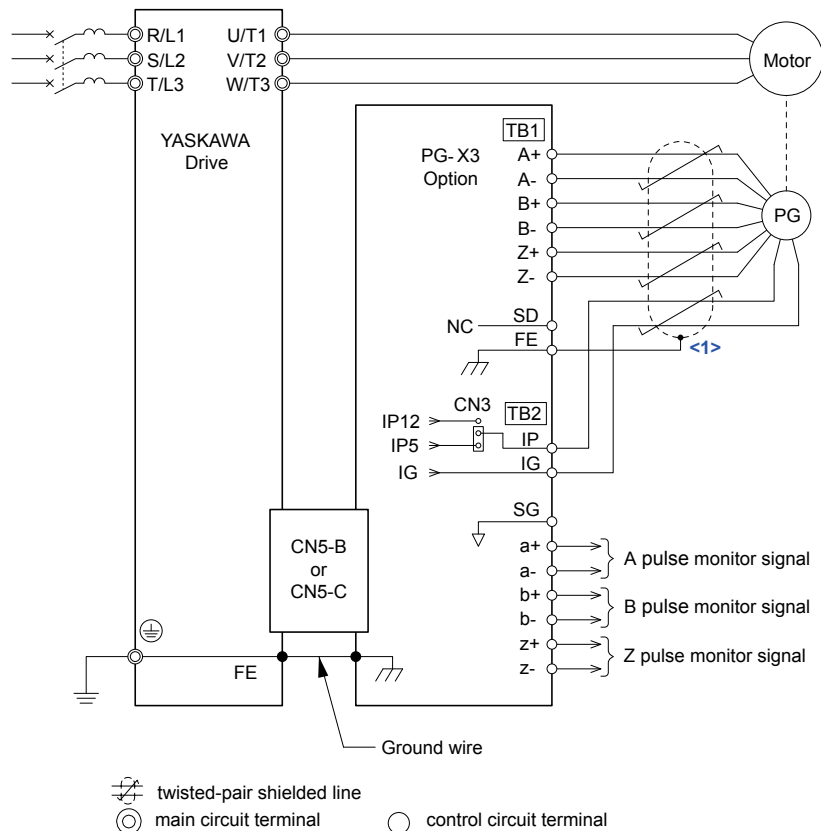 R/L1
S/L2
T/L3
U/T1
V/T2
W/T3
YASKAWA
Drive
Motor
PG-X3
Option
TB1
A+
A-
B+
B-
Z+
Z-
PG
NC
SD
FE
<1>
CN3
TB2
IP12
IP5
IG
IP
IG
SG
a+
a-
b+
b-
z+
z-
A pulse monitor signal
B pulse monitor signal
Z pulse monitor signal
CN5-B
or
CN5-C
FE
Ground wire
twisted-pair shielded line
main circuit terminal
control circuit terminal